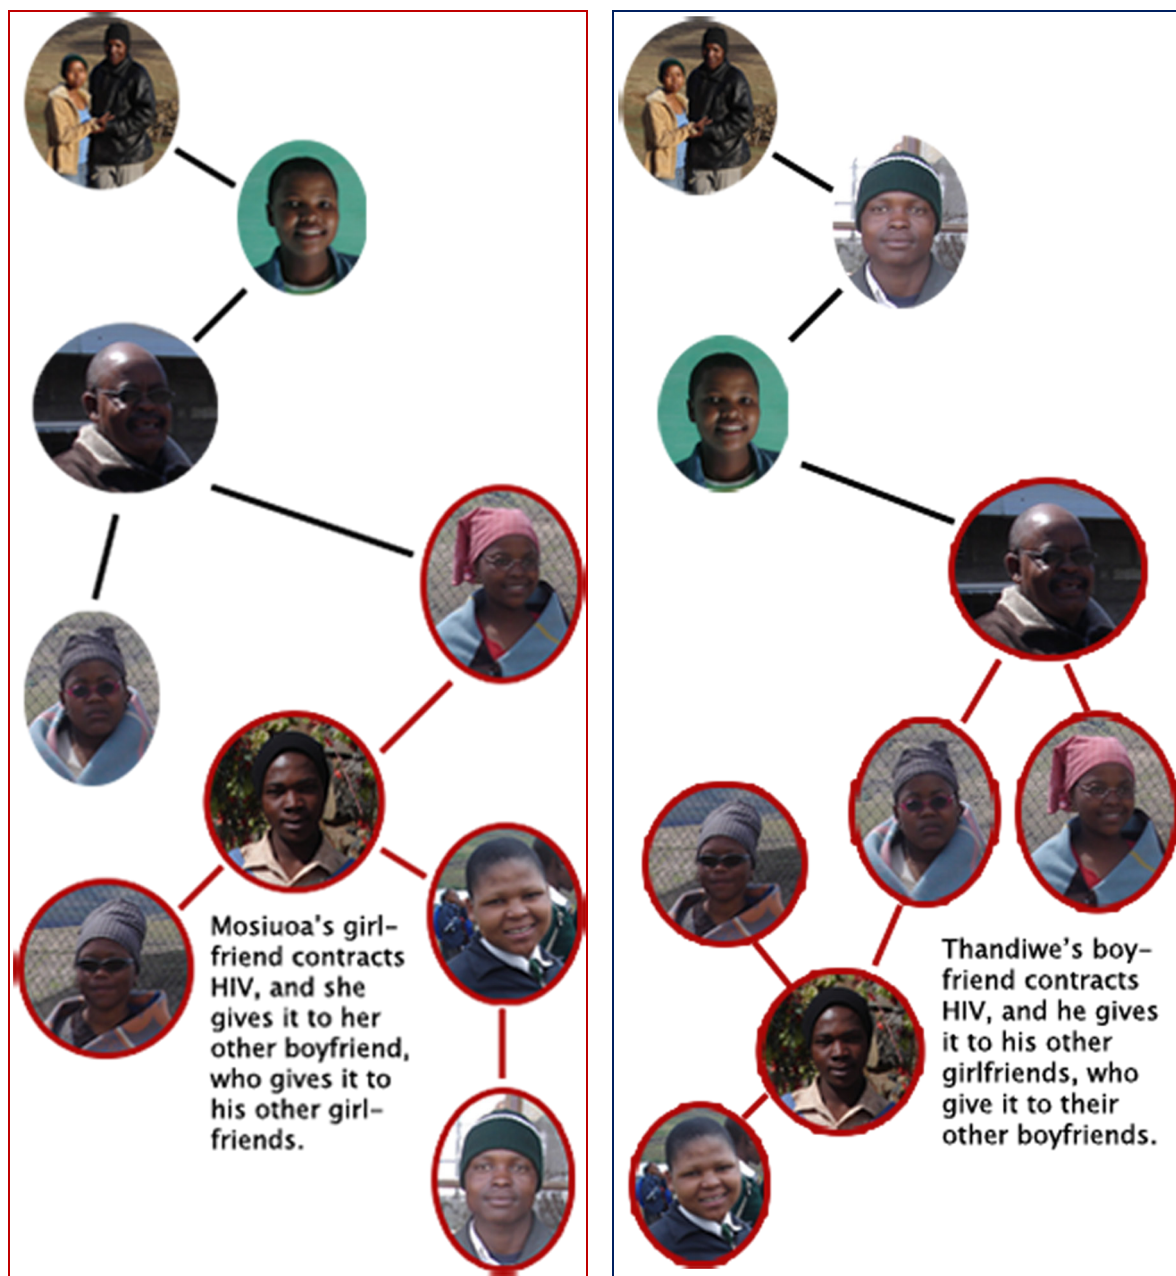 Mosiuoa's girl-
friend contracts
HIV, and she
gives it to her
other boyfriend,
who gives it to
his other girl-
friends.
Thandiwe's boy-
friend contracts
HIV, and he gives
it to his other
girlfriends, who
give it to their
other boyfriends.